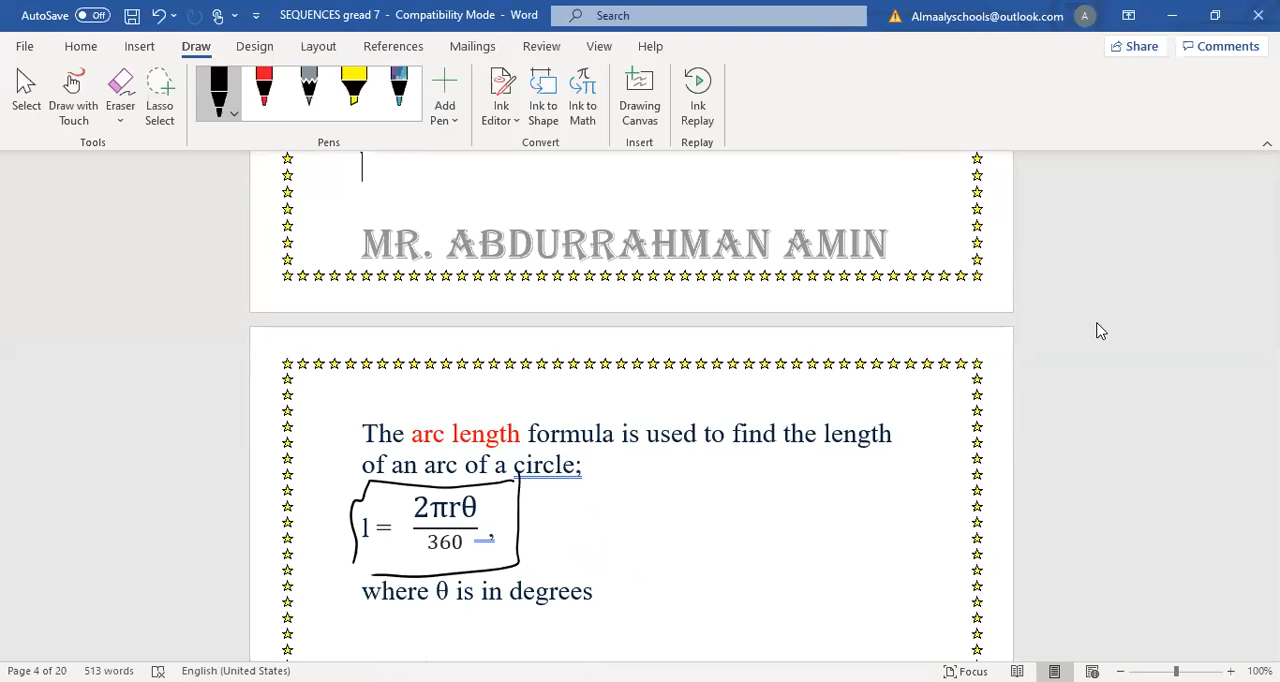 AutoSave Off SEQUENCES gread 7 - Compatibility Mode - Word Search Almaalyschools@outlook.com A
File Home Insert Draw Design Layout References Mailings Review View Help Share Comments
Select Draw with Touch Eraser Lasso Select Add Pen Ink Editor Ink to Shape Ink to Math Drawing Canvas Ink Replay
Tools Pens Convert Insert Replay
MR. ABDURRAHMAN AMIN
The arc length formula is used to find the length
of an arc of a circle;
l = 2πrθ/360 ,
where θ is in degrees
Page 4 of 20 513 words English (United States) Focus 100%